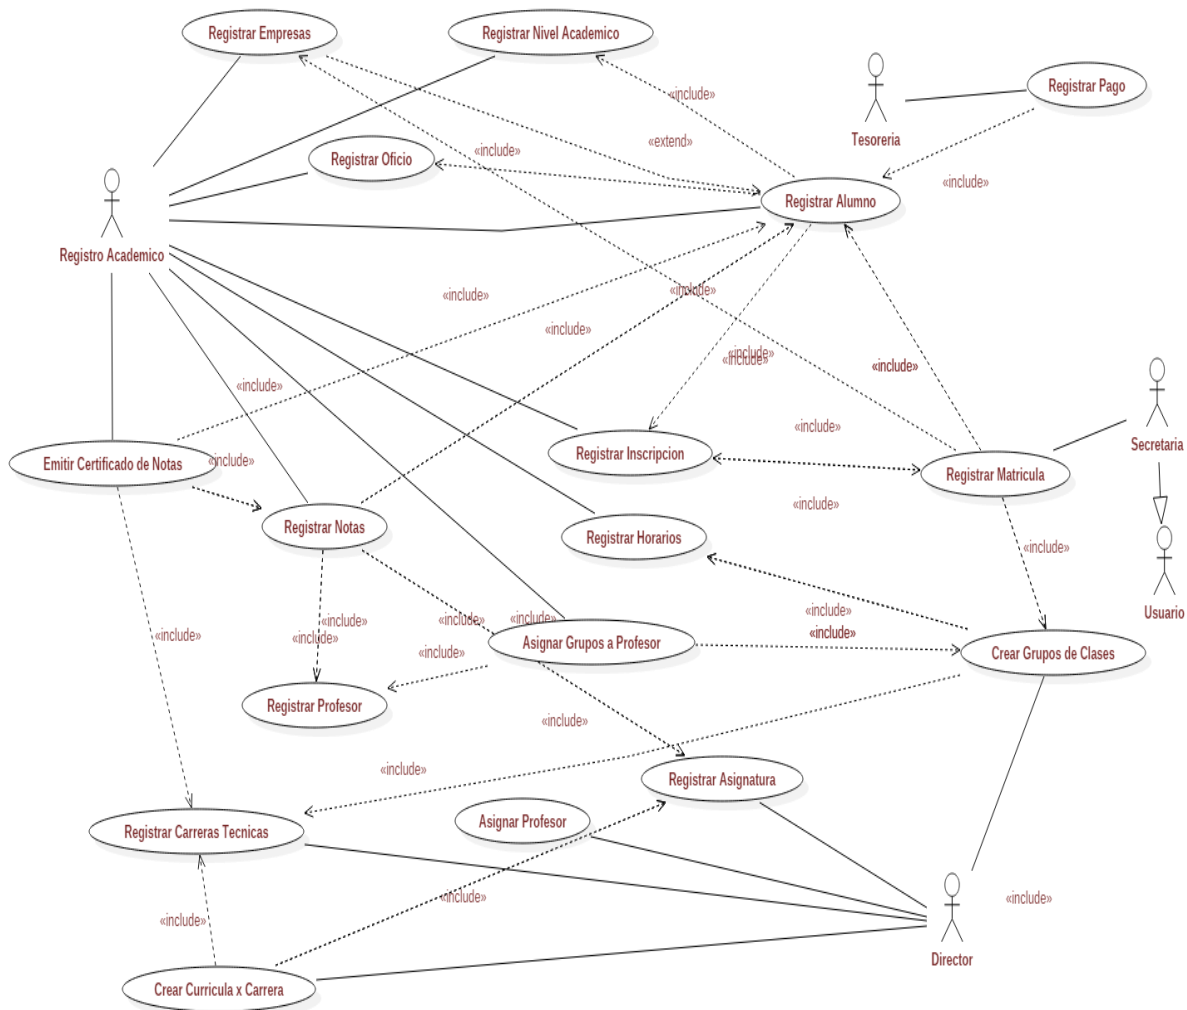 Registrar Empresas
Registrar Nivel Academico
Registrar Pago
«include»
Tesoreria
«extend»
«include»
Registrar Oficio
«include»
Registrar Alumno
Registro Academico
«include»
«include»
«include»
«include»
«include»
«include»
«include»
«include»
«include»
Secretaria
Registrar Inscripcion
Emitir Certificado de Notas
«include»
Registrar Matricula
«include»
Registrar Notas
Registrar Horarios
«include»
«include»
Usuario
«include»
«include»
«include»
«include»
«include»
«include»
Asignar Grupos a Profesor
«include»
Crear Grupos de Clases
Registrar Profesor
«include»
«include»
Registrar Asignatura
Asignar Profesor
Registrar Carreras Tecnicas
«include»
«include»
«include»
Director
Crear Curricula x Carrera